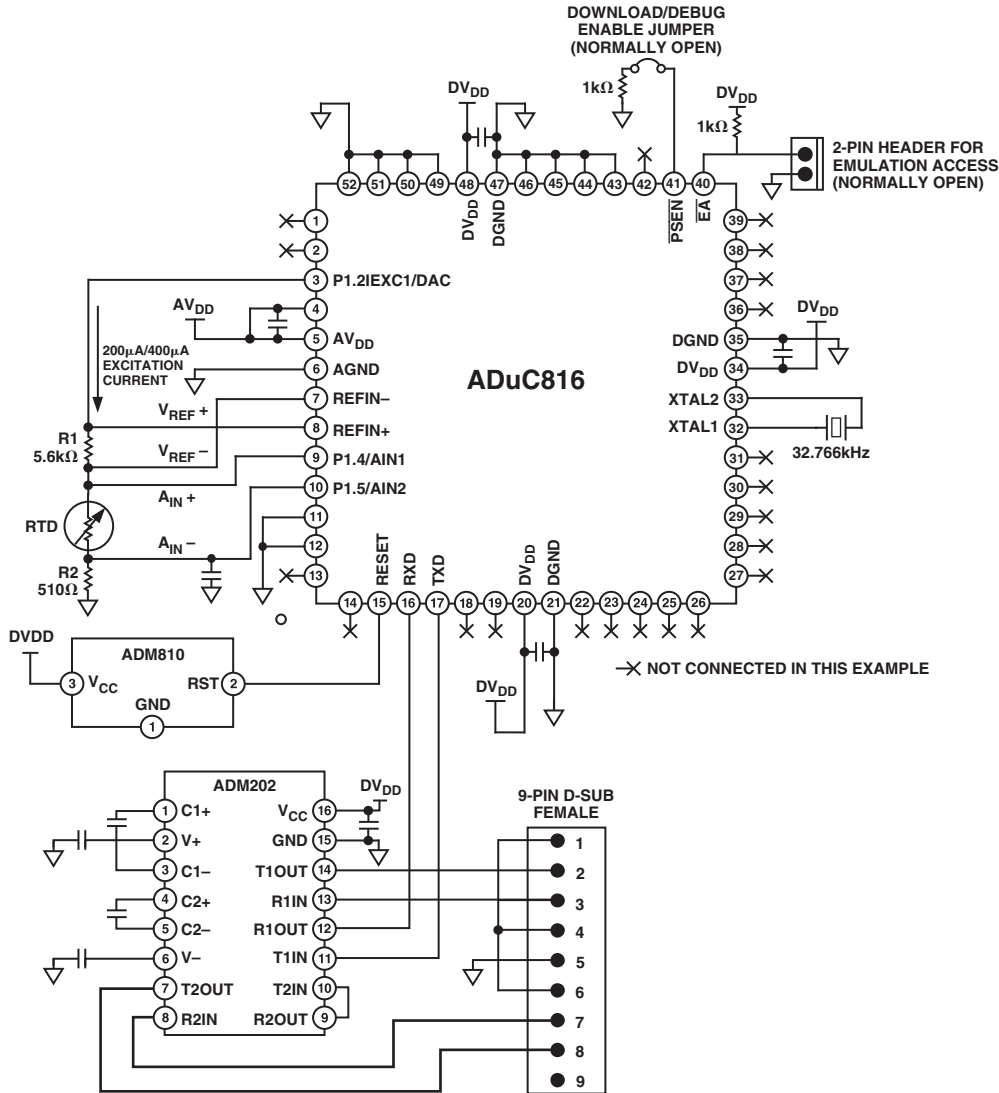 DOWNLOAD/DEBUG
ENABLE JUMPER
(NORMALLY OPEN)
1kΩ
DVDD
1kΩ
2-PIN HEADER FOR
EMULATION ACCESS
(NORMALLY OPEN)
DVDD
52 51 50 49 48 47 46 45 44 43 42 41 40
DVDD
DGND
PSEN
EA
1
2
3 P1.2IEXC1/DAC
4
5 AVDD
6 AGND
7 REFIN–
8 REFIN+
9 P1.4/AIN1
10 P1.5/AIN2
11
12
13
AVDD
200μA/400μA
EXCITATION
CURRENT
VREF +
R1
5.6kΩ
VREF –
AIN +
RTD
AIN –
R2
510Ω
ADuC816
39
38
37
36
DGND 35
DVDD 34
XTAL2 33
XTAL1 32
31
30
29
28
27
DVDD
32.766kHz
RESET
RXD
TXD
DVDD
DGND
14 15 16 17 18 19 20 21 22 23 24 25 26
NOT CONNECTED IN THIS EXAMPLE
DVDD
DVDD
ADM810
3 VCC
RST 2
GND
1
ADM202
1 C1+
2 V+
3 C1–
4 C2+
5 C2–
6 V–
7 T2OUT
8 R2IN
VCC 16
GND 15
T1OUT 14
R1IN 13
R1OUT 12
T1IN 11
T2IN 10
R2OUT 9
DVDD
9-PIN D-SUB
FEMALE
1
2
3
4
5
6
7
8
9